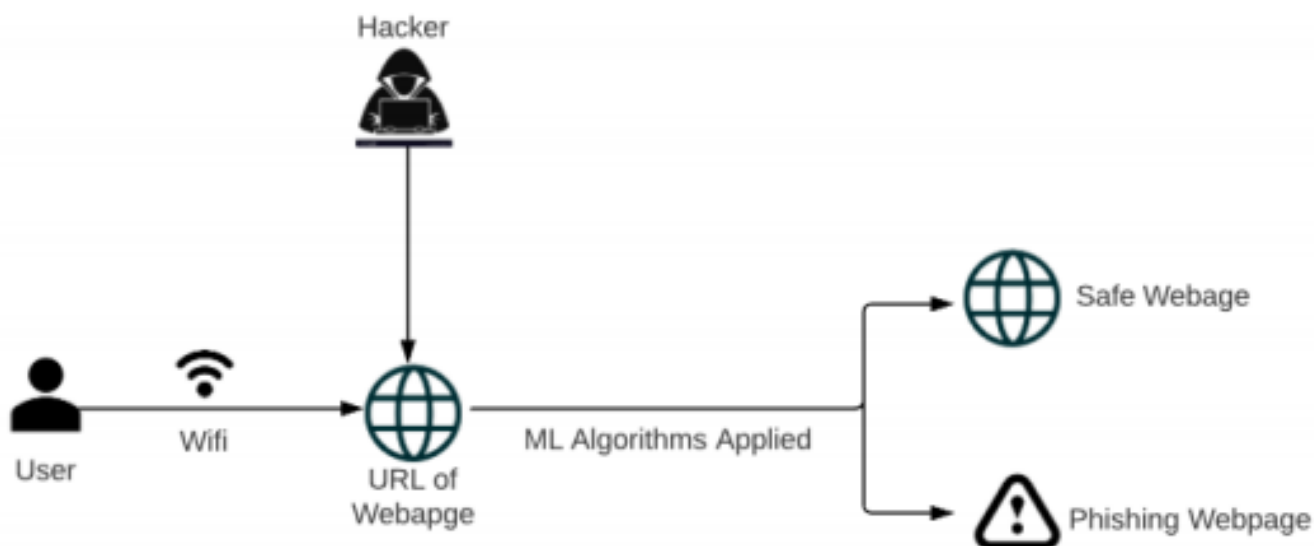 Hacker
Safe Webage
Wifi
ML Algorithms Applied
User
URL of
Webapge
Phishing Webpage